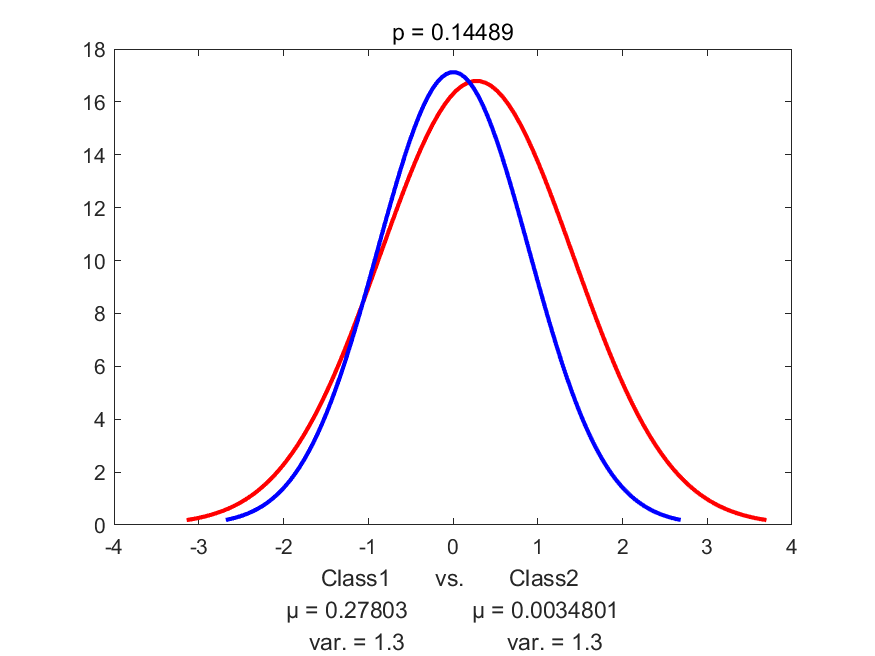 p = 0.14489
18
16
14
12
10
8
6
4
2
0
-4 -3 -2 -1 0 1 2 3 4
Class1 vs. Class2
μ = 0.27803 μ = 0.0034801
var. = 1.3 var. = 1.3